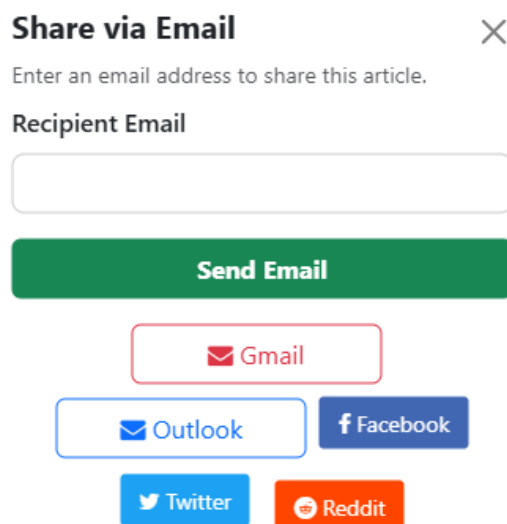 Share via Email
Enter an email address to share this article.
Recipient Email
Send Email
Gmail
Outlook
Facebook
Twitter
Reddit